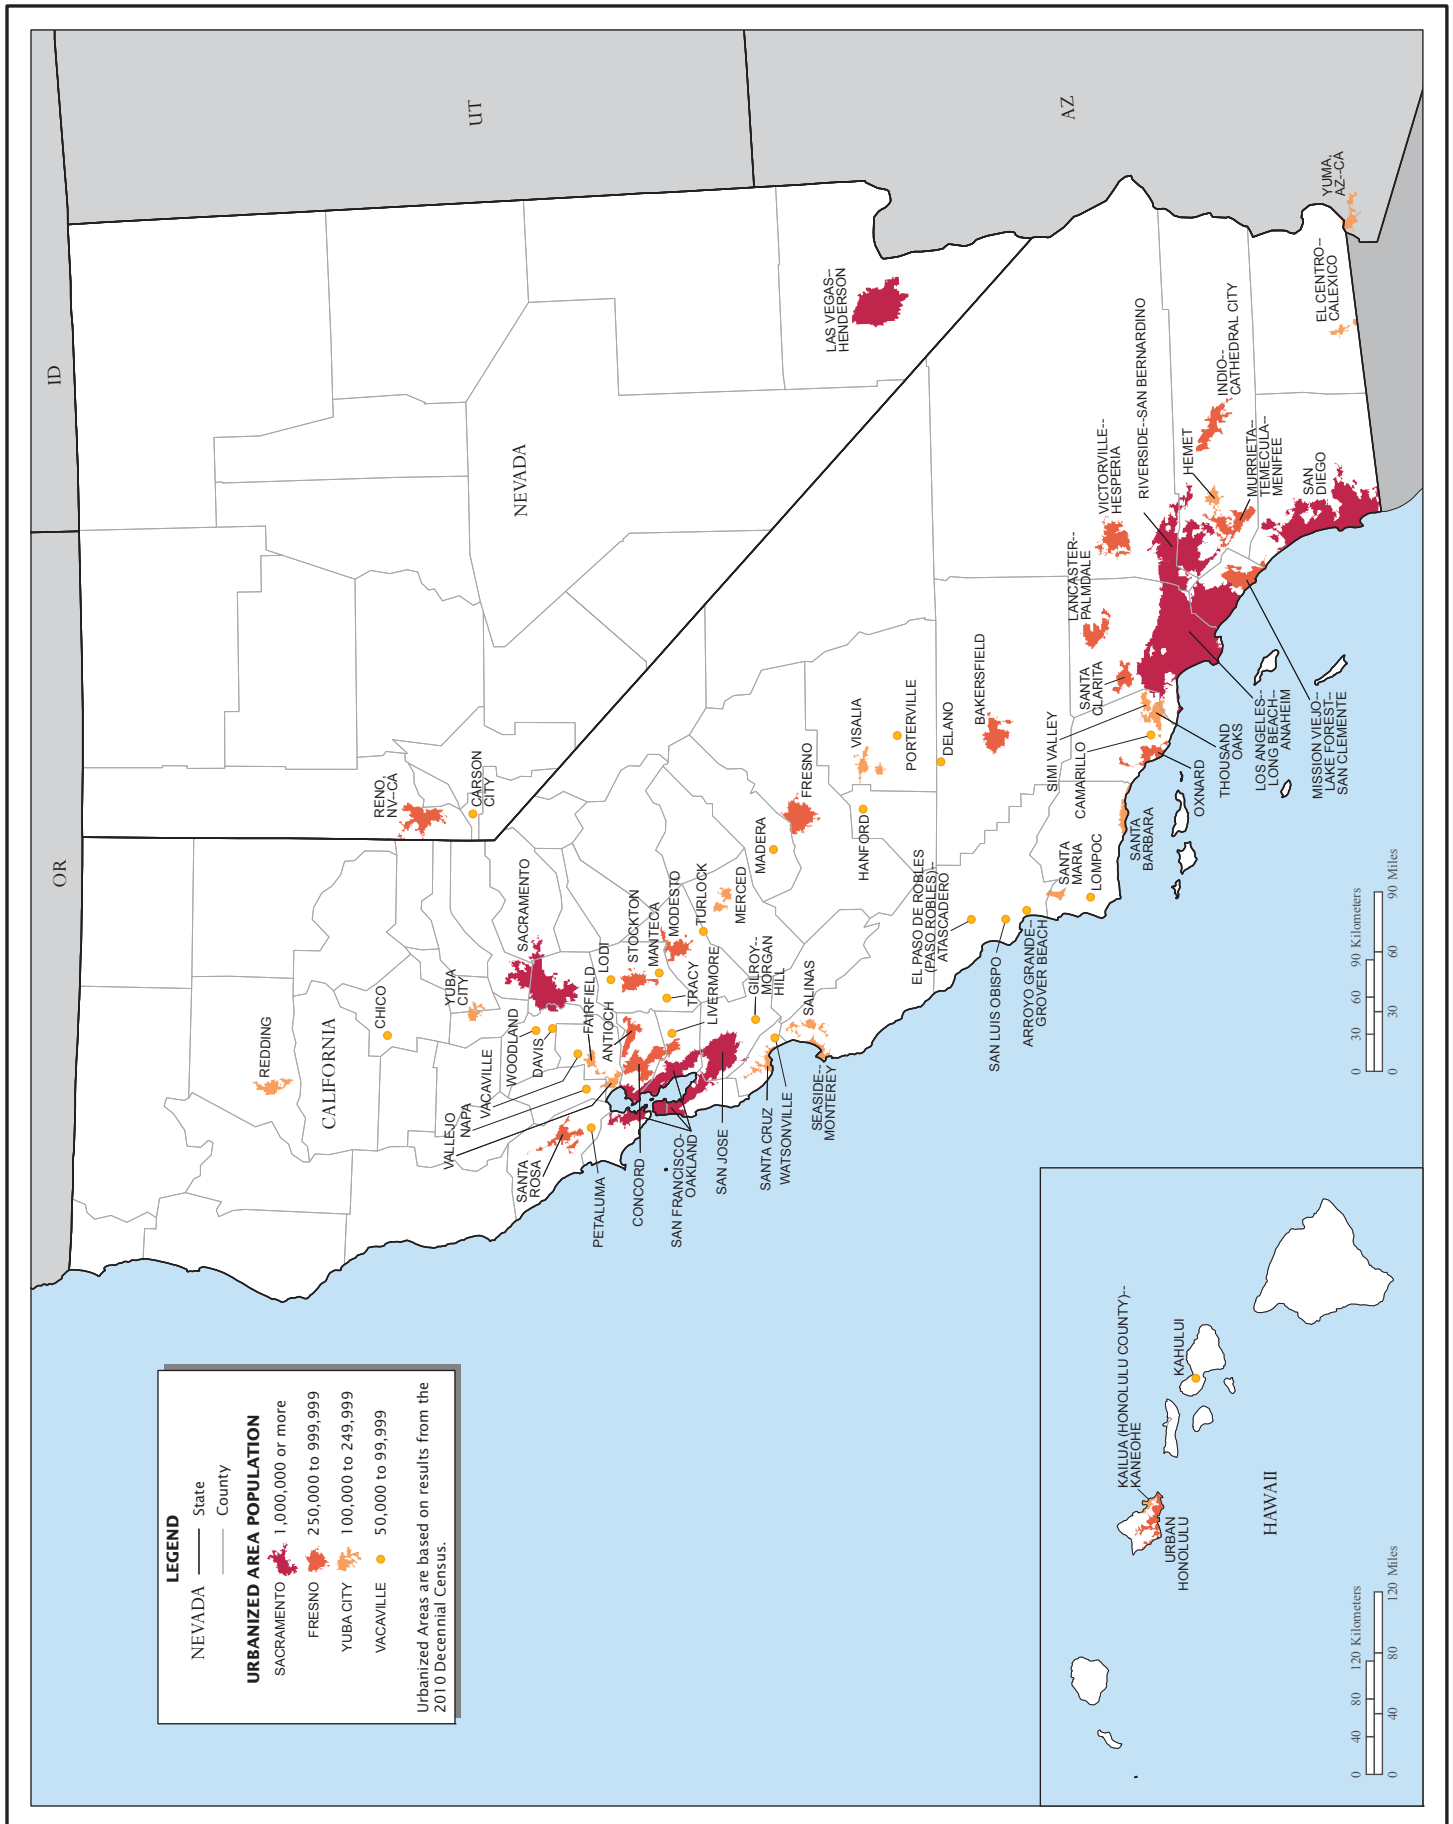 LEGEND
NEVADA
State
County
URBANIZED AREA POPULATION
SACRAMENTO
1,000,000 or more
FRESNO
250,000 to 999,999
YUBA CITY
100,000 to 249,999
VACAVILLE
50,000 to 99,999
Urbanized Areas are based on results from the
2010 Decennial Census.
OR
ID
UT
AZ
NEVADA
CALIFORNIA
REDDING
CHICO
YUBA
CITY
RENO,
NV--CA
CARSON
CITY
SACRAMENTO
WOODLAND
DAVIS
VACAVILLE
NAPA
VALLEJO
FAIRFIELD
ANTIOCH
LODI
STOCKTON
MANTECA
MODESTO
TURLOCK
MERCED
TRACY
LIVERMORE
SANTA
ROSA
PETALUMA
CONCORD
SAN FRANCISCO-
OAKLAND
SAN JOSE
GILROY--
MORGAN
HILL
SANTA CRUZ
WATSONVILLE
SALINAS
SEASIDE--
MONTEREY
MADERA
FRESNO
HANFORD
VISALIA
PORTERVILLE
DELANO
BAKERSFIELD
EL PASO DE ROBLES
(PASO ROBLES)--
ATASCADERO
SAN LUIS OBISPO
ARROYO GRANDE--
GROVER BEACH
SANTA
MARIA
LOMPOC
SANTA
BARBARA
LAS VEGAS--
HENDERSON
LANCASTER--
PALMDALE
VICTORVILLE--
HESPERIA
SANTA
CLARITA
SIMI VALLEY
CAMARILLO
OXNARD
THOUSAND
OAKS
LOS ANGELES--
LONG BEACH--
ANAHEIM
MISSION VIEJO--
LAKE FOREST--
SAN CLEMENTE
RIVERSIDE--SAN BERNARDINO
HEMET
INDIO--
CATHEDRAL CITY
MURRIETA--
TEMECULA--
MENIFEE
SAN
DIEGO
EL CENTRO--
CALEXICO
YUMA,
AZ--CA
0 30 60 90 Kilometers
0 30 60 90 Miles
KAILUA (HONOLULU COUNTY)--
KANEOHE
URBAN
HONOLULU
KAHULUI
HAWAII
0 40 80 120 Kilometers
0 40 80 120 Miles